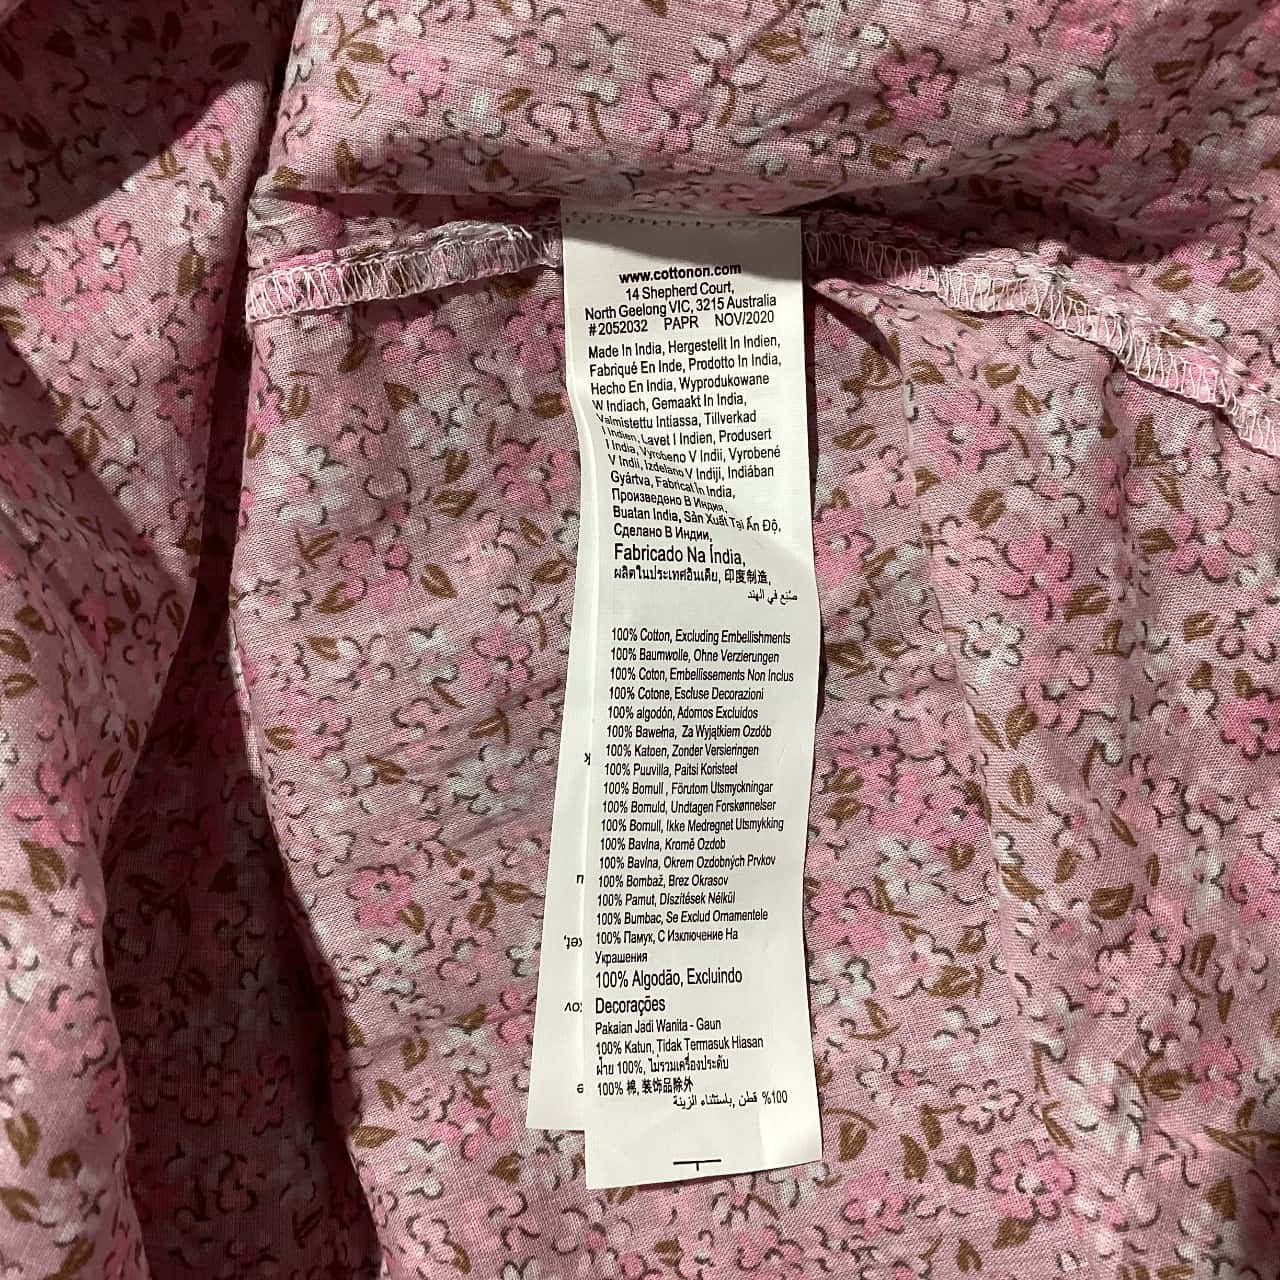 www.cottonon.com
14 Shepherd Court,
North Geelong VIC, 3215 Australia
#2052032 PAPR NOV/2020
Made In India, Hergestellt In Indien,
Fabriqué En Inde, Prodotto In India,
Hecho En India, Wyprodukowane
W Indiach, Gemaakt In India,
Valmistettu Intiassa, Tillverkad
I Indien, Lavet I Indien, Produsert
I India, Vyrobeno V Indii, Vyrobené
V Indii, Izdelano V Indiji, Indiában
Gyártva, Fabricat În India,
Произведено В Индия,
Buatan India, Sản Xuất Tại Ấn Độ,
Сделано В Индии,
Fabricado Na Índia,
ผลิตในประเทศอินเดีย, 印度制造,
صُنِع في الهند
100% Cotton, Excluding Embellishments
100% Baumwolle, Ohne Verzierungen
100% Coton, Embellissements Non Inclus
100% Cotone, Escluse Decorazioni
100% algodón, Adornos Excluidos
100% Bawełna, Za Wyjątkiem Ozdób
100% Katoen, Zonder Versieringen
100% Puuvilla, Paitsi Koristeet
100% Bomull, Förutom Utsmyckningar
100% Bomuld, Undtagen Forskønnelser
100% Bomull, Ikke Medregnet Utsmykking
100% Bavlna, Kromě Ozdob
100% Bavlna, Okrem Ozdobných Prvkov
100% Bombaž, Brez Okrasov
100% Pamut, Díszítések Nélkül
100% Bumbac, Se Exclud Ornamentele
100% Памук, С Изключение На
Украшения
100% Algodão, Excluindo
Decorações
Pakaian Jadi Wanita - Gaun
100% Katun, Tidak Termasuk Hiasan
ฝ้าย 100%, ไม่รวมเครื่องประดับ
100% 棉, 装饰品除外
100% قطن ,باستثناء الزينة